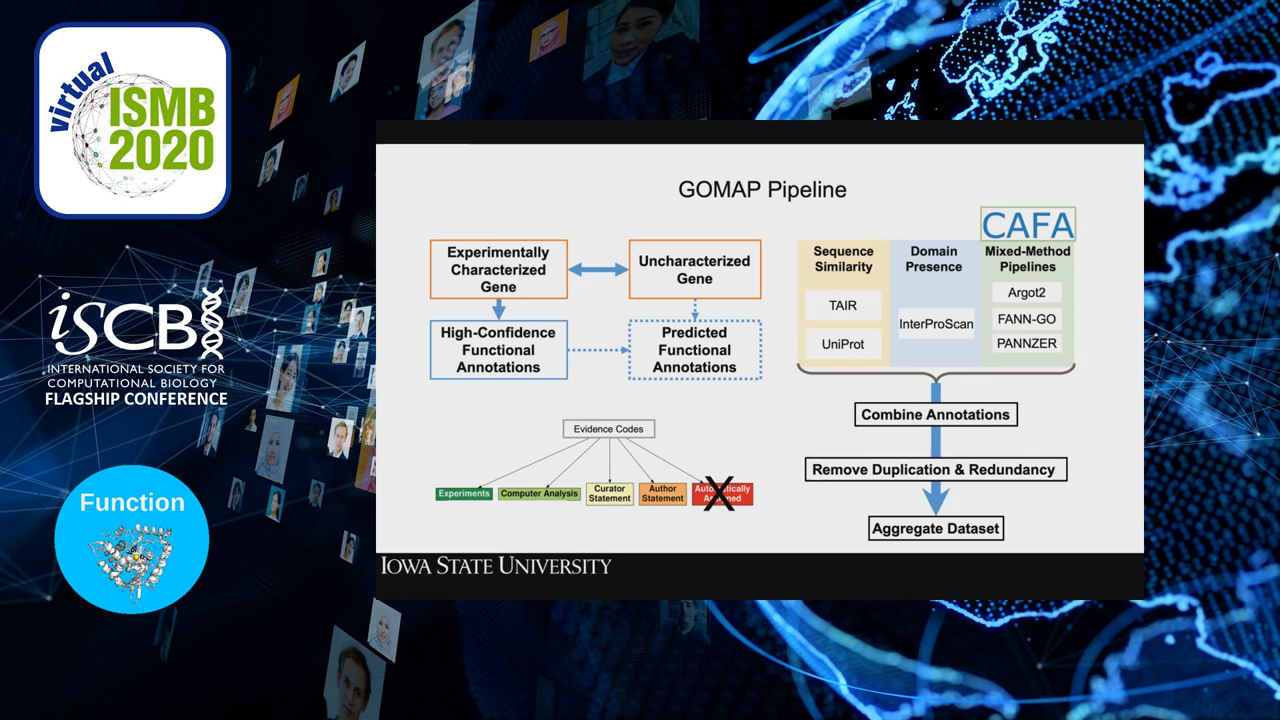 virtual
ISMB
2020
iSCB
INTERNATIONAL SOCIETY FOR
COMPUTATIONAL BIOLOGY
FLAGSHIP CONFERENCE
Function
GOMAP Pipeline
Experimentally
Characterized
Gene
Uncharacterized
Gene
High-Confidence
Functional
Annotations
Predicted
Functional
Annotations
Evidence Codes
Experiments
Computer Analysis
Curator
Statement
Author
Statement
CAFA
Sequence
Similarity
Domain
Presence
Mixed-Method
Pipelines
TAIR
UniProt
InterProScan
Argot2
FANN-GO
PANNZER
Combine Annotations
Remove Duplication & Redundancy
Aggregate Dataset
IOWA STATE UNIVERSITY